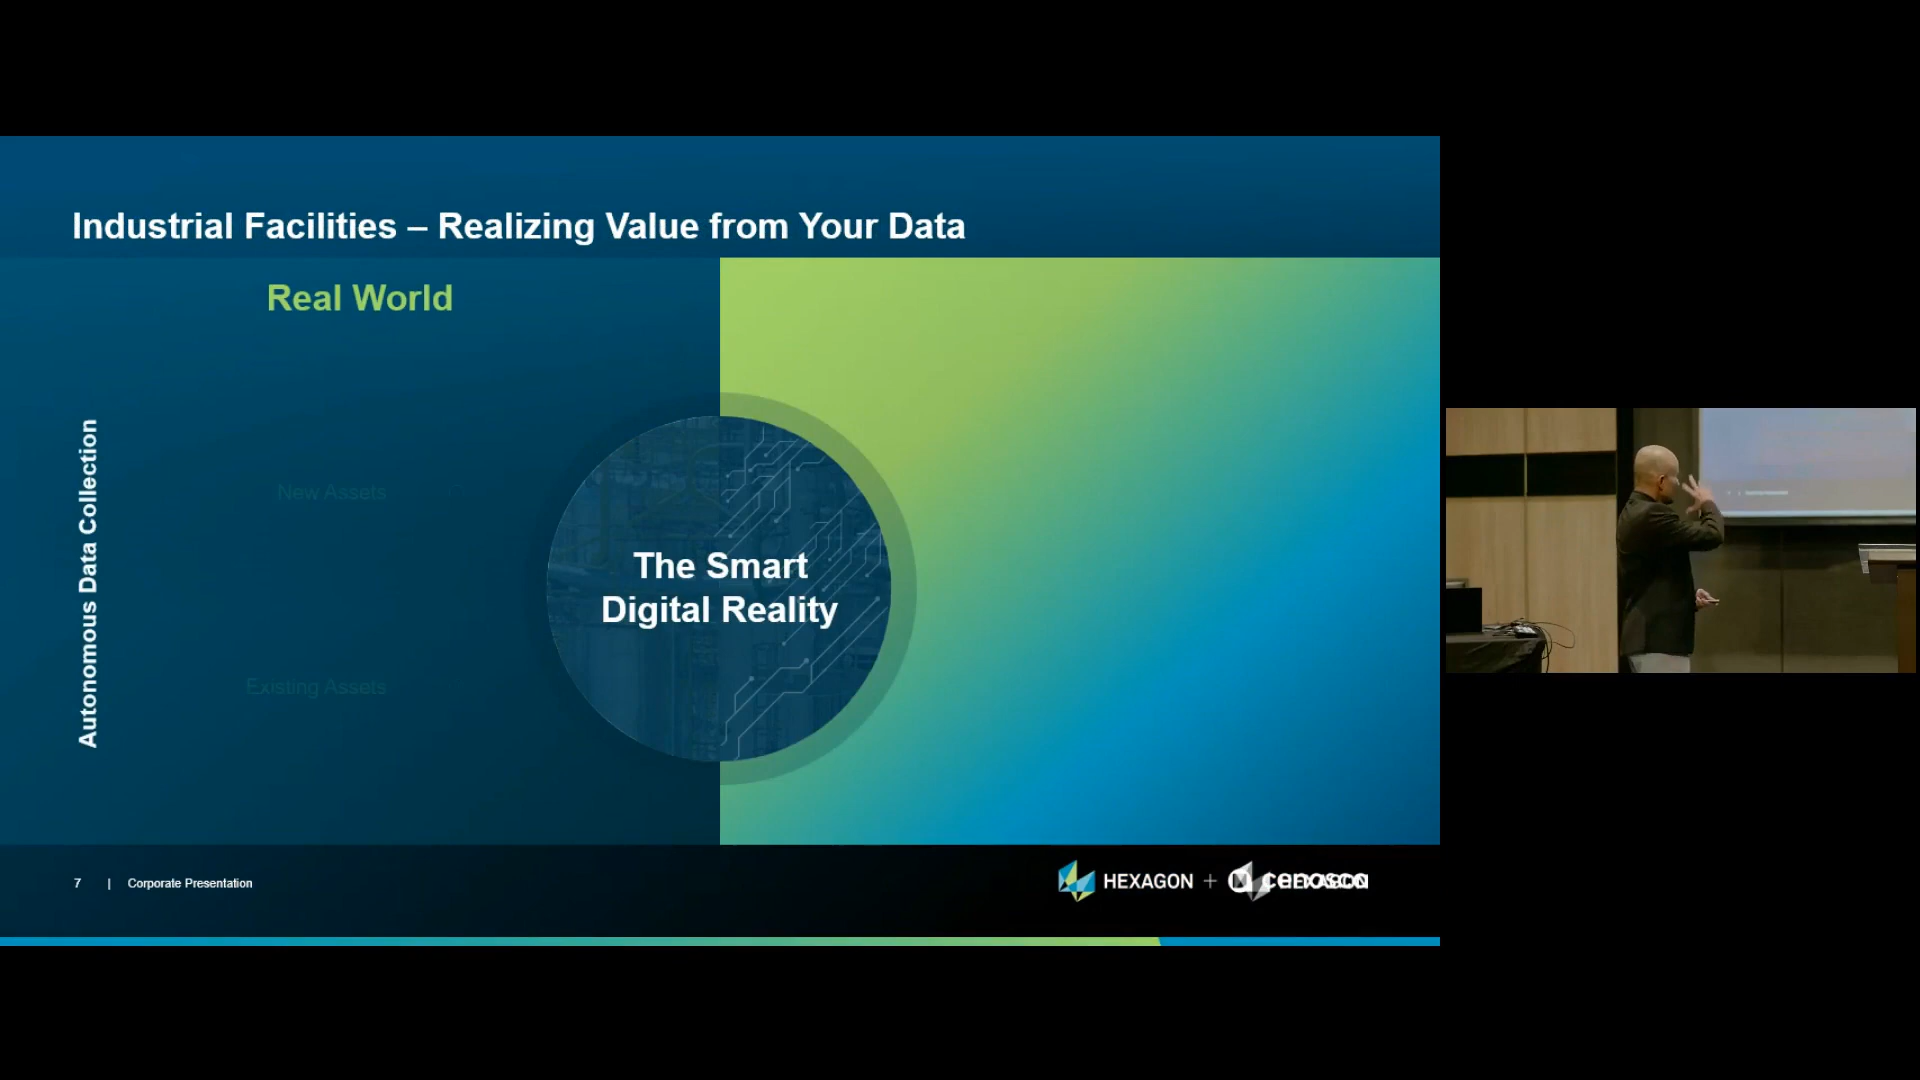 Industrial Facilities – Realizing Value from Your Data
Real World
Autonomous Data Collection
New Assets
Existing Assets
The Smart
Digital Reality
7 | Corporate Presentation
HEXAGON + cenosco